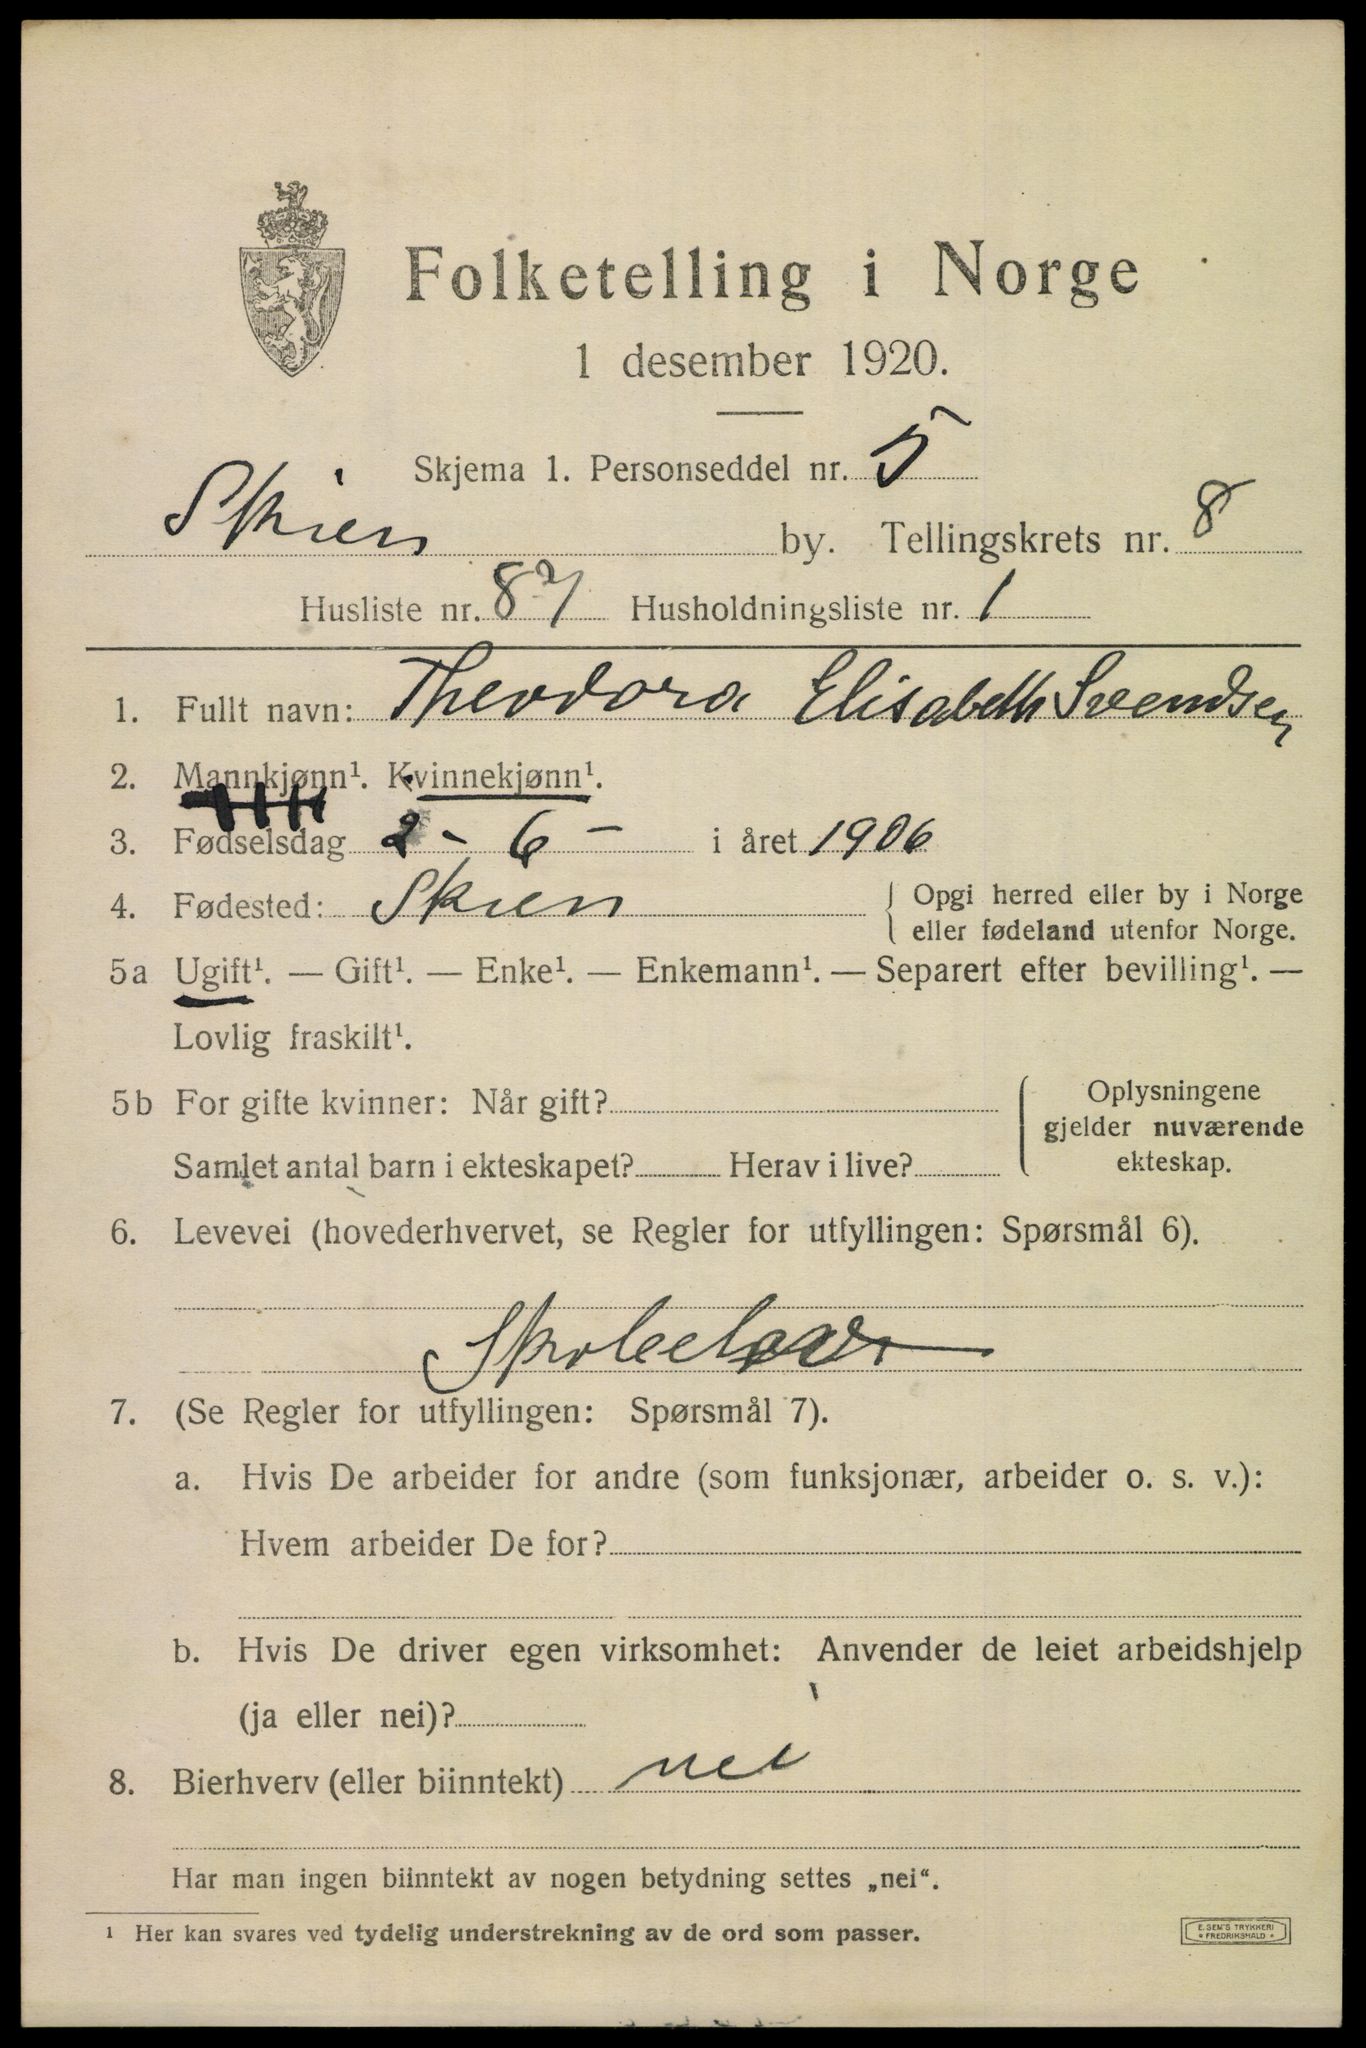 Folketelling i Norge
1 desember 1920.
Skjema 1. Personseddel nr. 5
Skien by. Tellingskrets nr. 8
Husliste nr. 87 Husholdningsliste nr. 1
1. Fullt navn: Theodora Elisabeth Svendsen
2. Mannkjønn¹. Kvinnekjønn¹.
3. Fødselsdag 2 - 6 - i året 1906
4. Fødested: Skien { Opgi herred eller by i Norge
eller fødeland utenfor Norge.
5a Ugift¹. — Gift¹. — Enke¹. — Enkemann¹. — Separert efter bevilling¹. —
Lovlig fraskilt¹.
5b For gifte kvinner: Når gift?
Samlet antal barn i ekteskapet? Herav i live?
{ Oplysningene
gjelder nuværende
ekteskap.
6. Levevei (hovederhvervet, se Regler for utfyllingen: Spørsmål 6).
Skoleelev
7. (Se Regler for utfyllingen: Spørsmål 7).
a. Hvis De arbeider for andre (som funksjonær, arbeider o. s. v.):
Hvem arbeider De for?
b. Hvis De driver egen virksomhet: Anvender de leiet arbeidshjelp
(ja eller nei)?
8. Bierhverv (eller biinntekt) nei
Har man ingen biinntekt av nogen betydning settes „nei“.
¹ Her kan svares ved tydelig understrekning av de ord som passer.
E. SEM'S TRYKKERI
FREDRIKSHALD